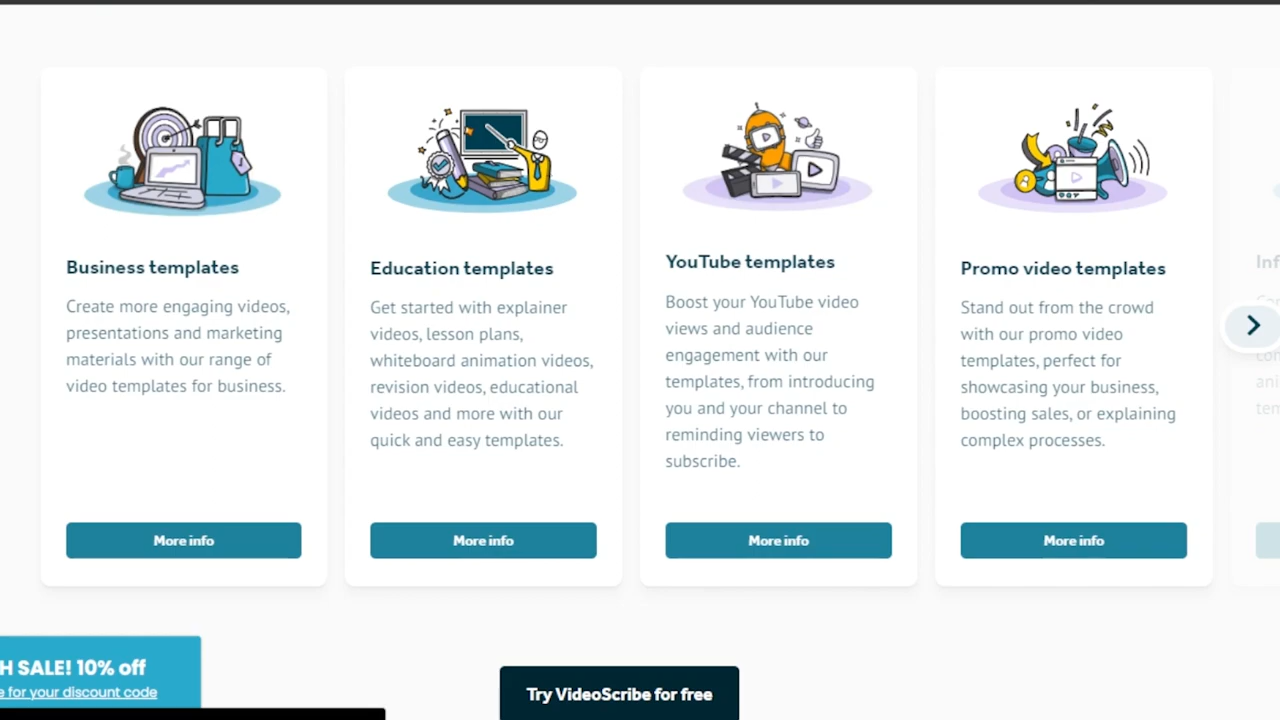 Business templates
Create more engaging videos,
presentations and marketing
materials with our range of
video templates for business.
More info
Education templates
Get started with explainer
videos, lesson plans,
whiteboard animation videos,
revision videos, educational
videos and more with our
quick and easy templates.
More info
YouTube templates
Boost your YouTube video
views and audience
engagement with our
templates, from introducing
you and your channel to
reminding viewers to
subscribe.
More info
Promo video templates
Stand out from the crowd
with our promo video
templates, perfect for
showcasing your business,
boosting sales, or explaining
complex processes.
More info
Inf
com
ani
tem
H SALE! 10% off
e for your discount code
Try VideoScribe for free